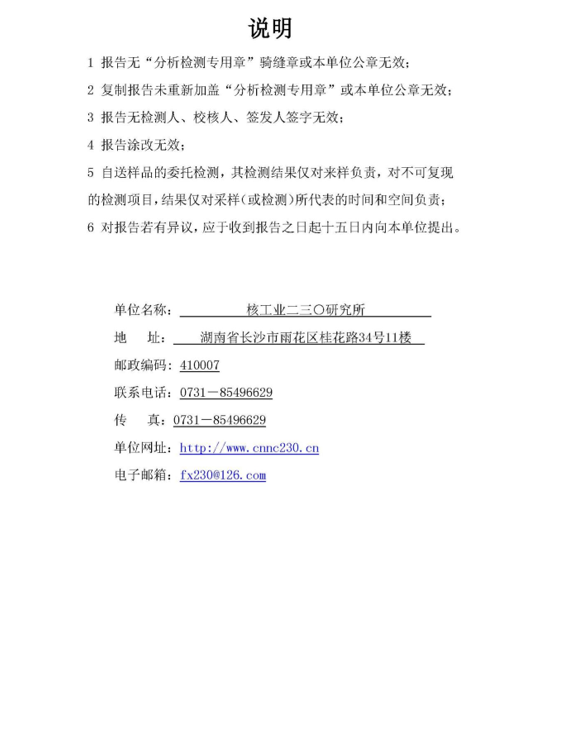 说明
1 报告无“分析检测专用章”骑缝章或本单位公章无效;
2 复制报告未重新加盖“分析检测专用章”或本单位公章无效;
3 报告无检测人、校核人、签发人签字无效;
4 报告涂改无效;
5 自送样品的委托检测,其检测结果仅对来样负责,对不可复现
的检测项目,结果仅对采样(或检测)所代表的时间和空间负责;
6 对报告若有异议,应于收到报告之日起十五日内向本单位提出。
单位名称: 核工业二三〇研究所
地 址: 湖南省长沙市雨花区桂花路34号11楼
邮政编码: 410007
联系电话: 0731－85496629
传 真: 0731－85496629
单位网址: http://www.cnnc230.cn
电子邮箱: fx230@126.com